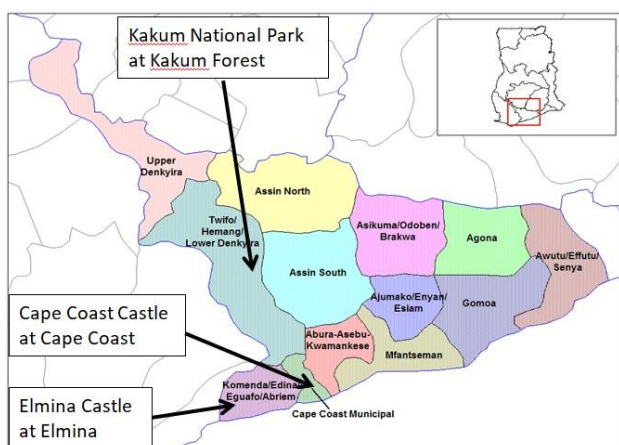 Kakum National Park
at Kakum Forest
Upper
Denkyira
Assin North
Twifo/
Hemang/
Lower Denkyira
Asikuma/Odoben/
Brakwa
Agona
Awutu/Effutu/
Senya
Assin South
Ajumako/Enyan/
Esiam
Gomoa
Cape Coast Castle
at Cape Coast
Abura-Asebu-
Kwamankese
Mfantseman
Komenda/Edina/
Eguafo/Abriem
Cape Coast Municipal
Elmina Castle
at Elmina